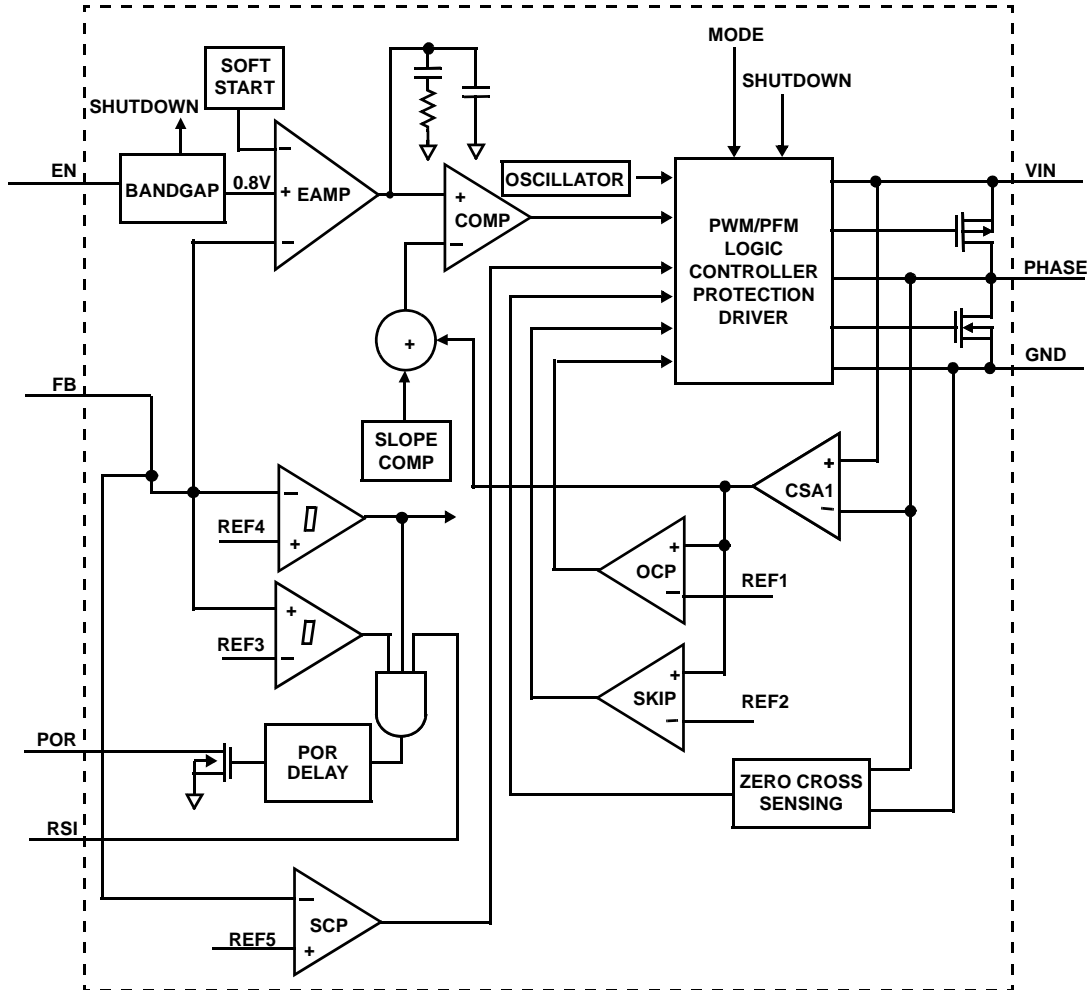 MODE
SOFT
START
SHUTDOWN
SHUTDOWN
EN
BANDGAP
0.8V
−
+
−
EAMP
+
−
COMP
OSCILLATOR
PWM/PFM
LOGIC
CONTROLLER
PROTECTION
DRIVER
VIN
PHASE
GND
+
FB
SLOPE
COMP
+
−
CSA1
−
+
REF4
+
−
OCP
REF1
+
−
REF3
+
−
SKIP
REF2
POR
POR
DELAY
ZERO CROSS
SENSING
RSI
−
+
SCP
REF5